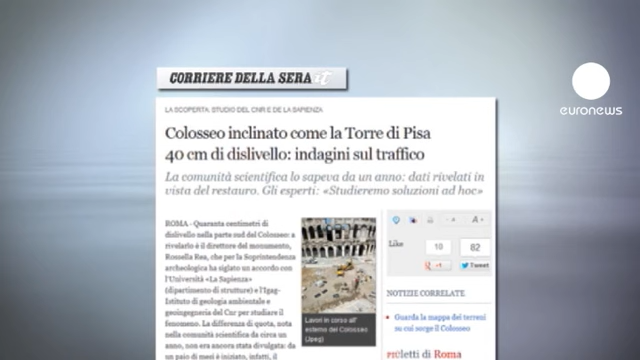 CORRIERE DELLA SERA it
euronews
LA SCOPERTA: STUDIO DEL CNR E DE LA SAPIENZA
Colosseo inclinato come la Torre di Pisa
40 cm di dislivello: indagini sul traffico
La comunità scientifica lo sapeva da un anno: dati rivelati in
vista del restauro. Gli esperti: «Studieremo soluzioni ad hoc»
ROMA - Quaranta centimetri di
dislivello nella parte sud del Colosseo: a
rivelarlo è il direttore del monumento,
Rossella Rea, che per la Soprintendenza
archeologica ha siglato un accordo con
l'Università «La Sapienza»
(dipartimento di strutture) e l'Igag-
Istituto di geologia ambientale e
geoingegneria del Cnr per studiare il
fenomeno. La differenza di quota, nota
nella comunità scientifica da circa un
anno, non era ancora stata divulgata: da
un paio di mesi è iniziato, infatti, il
Lavori in corso all'
esterno del Colosseo
(Jpeg)
A+
Like
10
82
+1
Tweet
NOTIZIE CORRELATE
Guarda la mappa dei terreni
su cui sorge il Colosseo
PICcletti di Roma